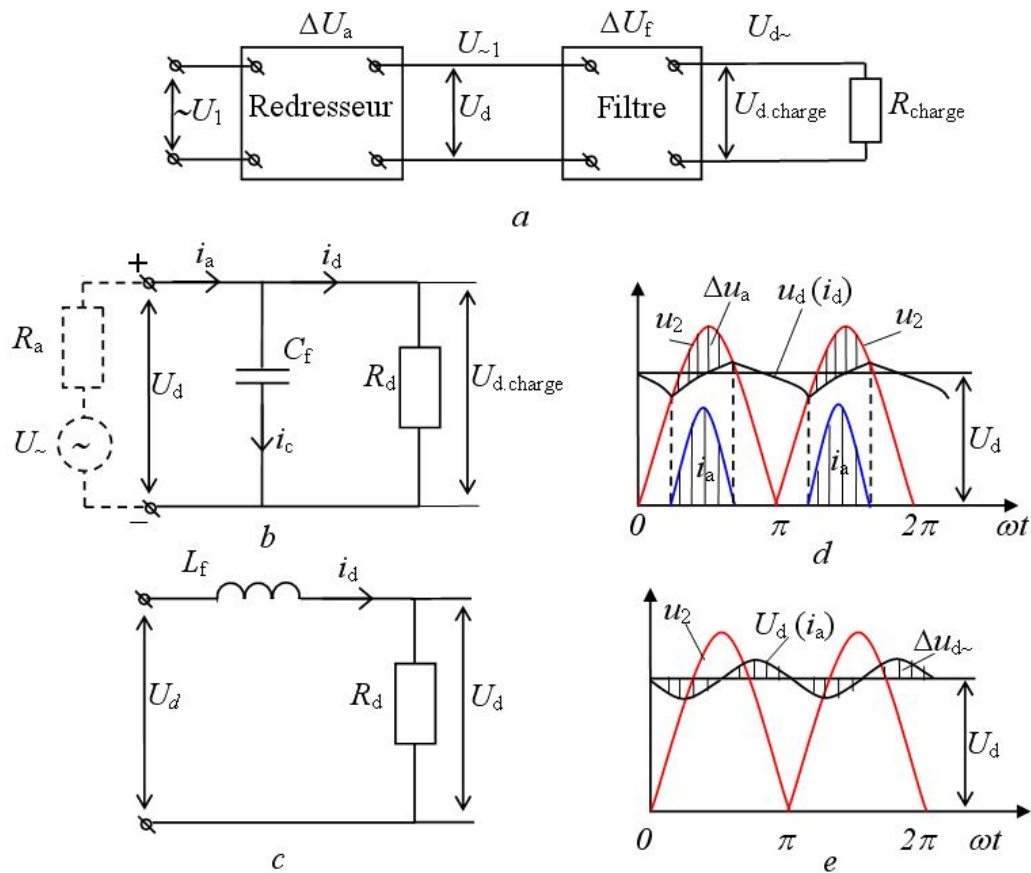 ΔUa ΔUf Ud~
U~1
~U1 Redresseur Ud Filtre Ud.charge Rcharge
a
+ ia id
Ra
Ud Cf Rd Ud.charge
U~ ~
ic
–
b
Δua ud (id)
u2 u2
Ud
ia ia
0 π 2π ωt
d
Lf id
Ud Rd Ud
c
u2 Ud (ia) Δud~
Ud
0 π 2π ωt
e